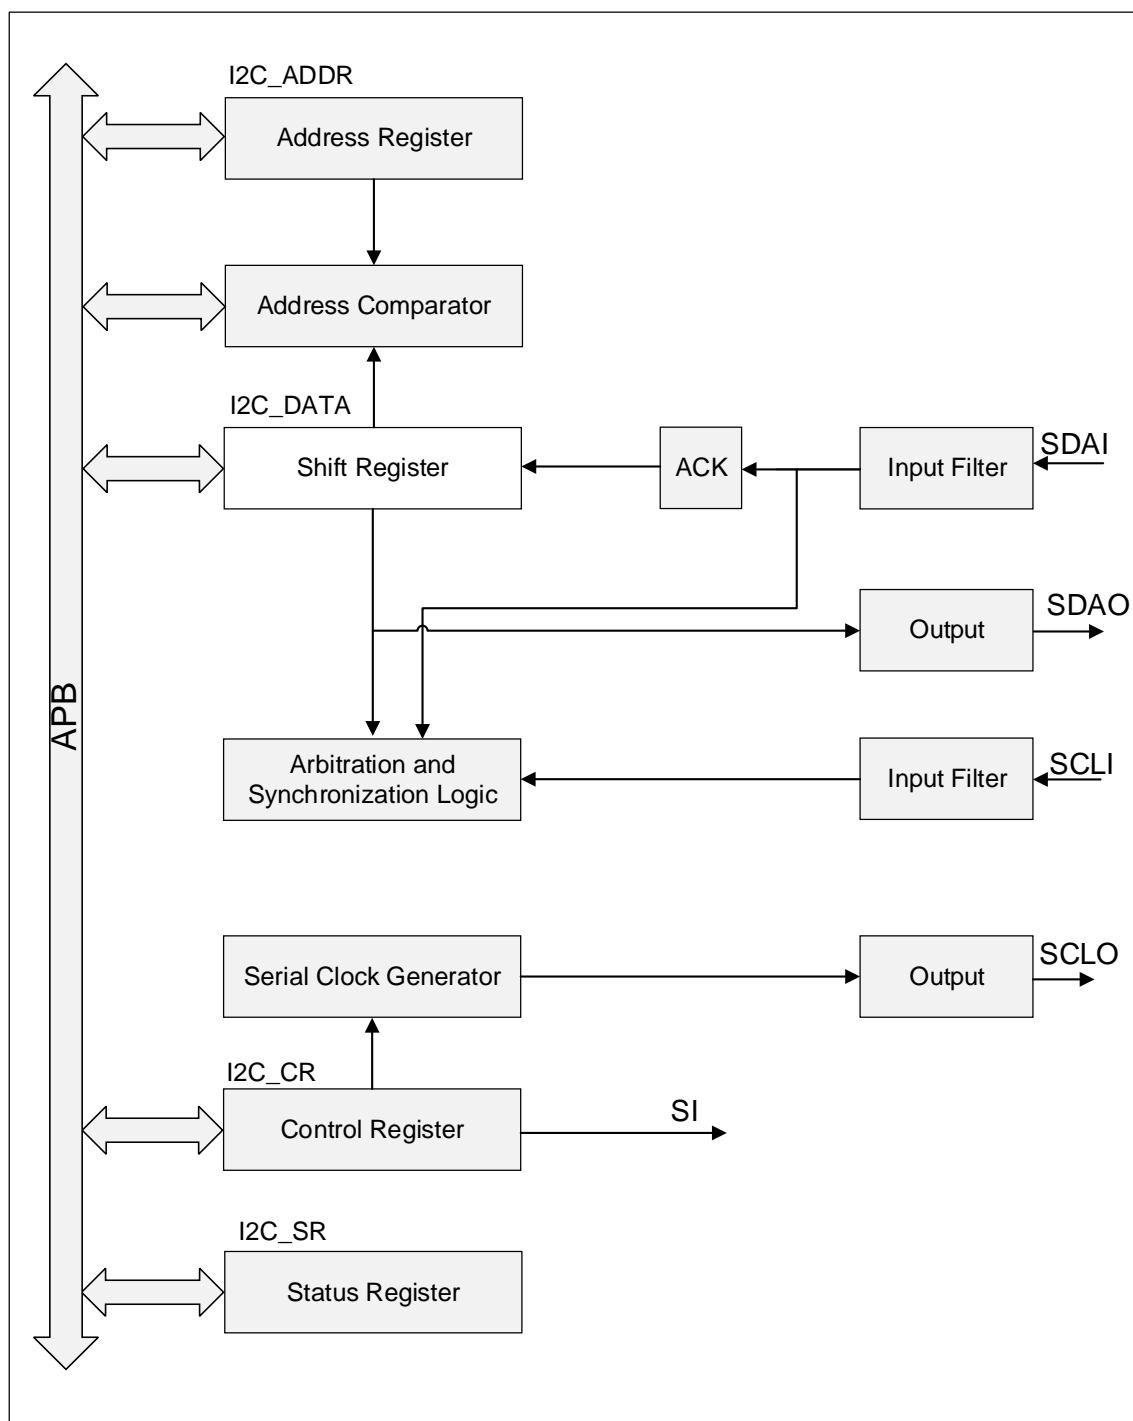 I2C_ADDR
Address Register
Address Comparator
I2C_DATA
Shift Register
ACK
Input Filter
SDAI
Output
SDAO
APB
Arbitration and
Synchronization Logic
Input Filter
SCLI
Serial Clock Generator
Output
SCLO
I2C_CR
Control Register
SI
I2C_SR
Status Register